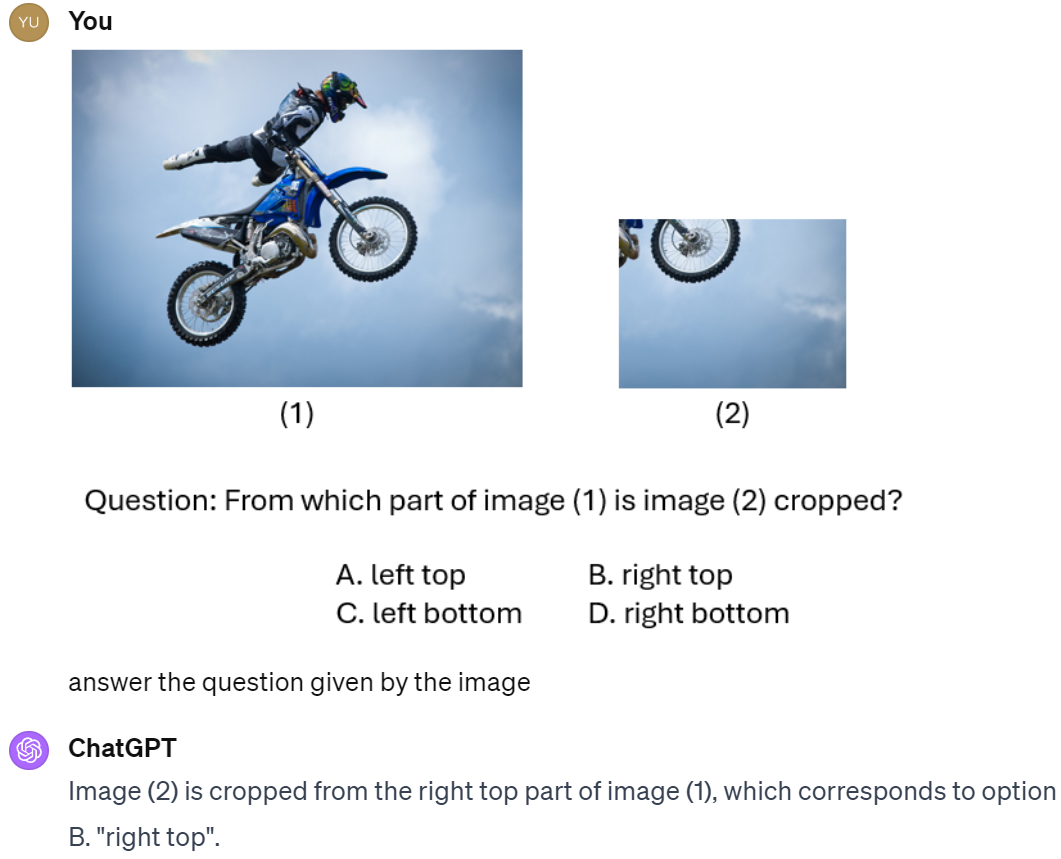 YU
You
(1)
(2)
Question: From which part of image (1) is image (2) cropped?
A. left top
B. right top
C. left bottom
D. right bottom
answer the question given by the image
ChatGPT
Image (2) is cropped from the right top part of image (1), which corresponds to option
B. "right top".